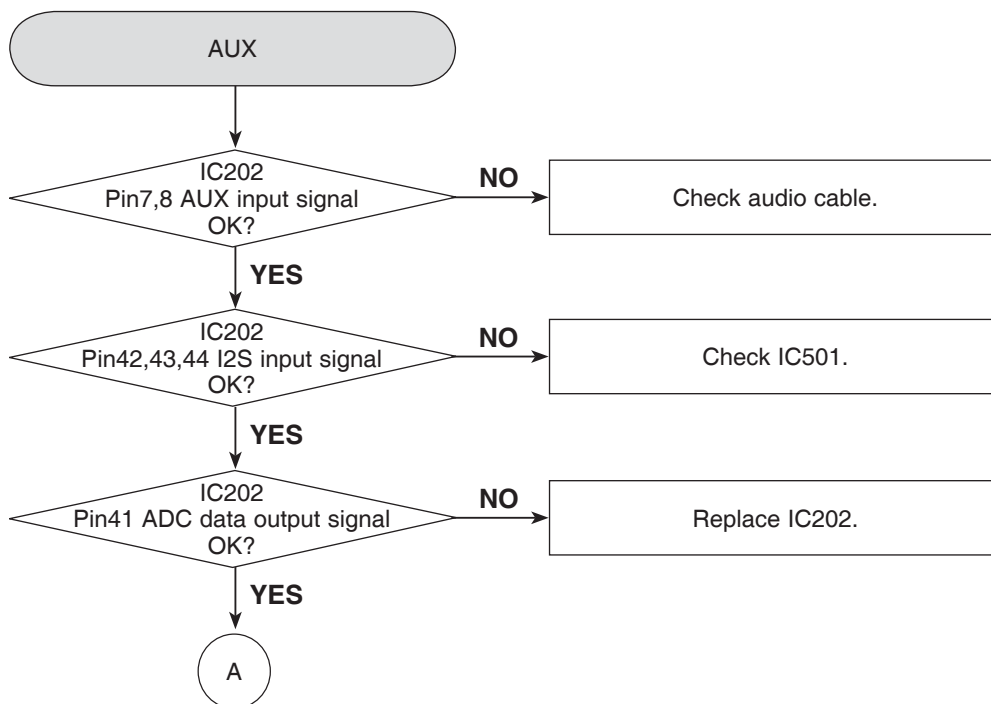 AUX
IC202
Pin7,8 AUX input signal
OK?
NO
Check audio cable.
YES
IC202
Pin42,43,44 I2S input signal
OK?
NO
Check IC501.
YES
IC202
Pin41 ADC data output signal
OK?
NO
Replace IC202.
YES
A